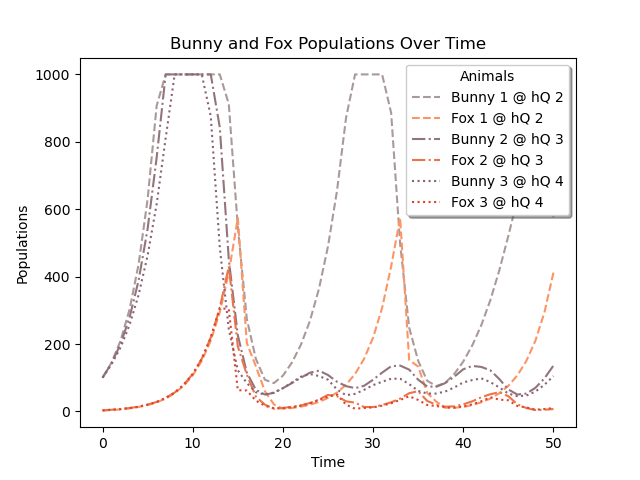 Bunny and Fox Populations Over Time
Populations
1000
800
600
400
200
0
Animals
Bunny 1 @ hQ 2
Fox 1 @ hQ 2
Bunny 2 @ hQ 3
Fox 2 @ hQ 3
Bunny 3 @ hQ 4
Fox 3 @ hQ 4
0 10 20 30 40 50
Time